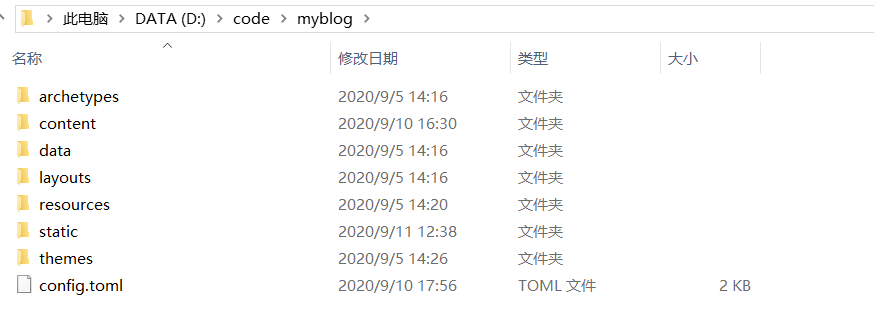 此电脑 DATA (D:) code myblog
名称 修改日期 类型 大小
archetypes 2020/9/5 14:16 文件夹
content 2020/9/10 16:30 文件夹
data 2020/9/5 14:16 文件夹
layouts 2020/9/5 14:16 文件夹
resources 2020/9/5 14:20 文件夹
static 2020/9/11 12:38 文件夹
themes 2020/9/5 14:26 文件夹
config.toml 2020/9/10 17:56 TOML 文件 2 KB